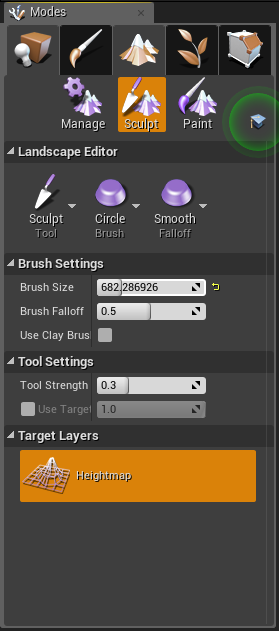 Modes
Manage Sculpt Paint
Landscape Editor
Sculpt Circle Smooth
Tool Brush Falloff
Brush Settings
Brush Size 682.286926
Brush Falloff 0.5
Use Clay Brus
Tool Settings
Tool Strength 0.3
Use Target 1.0
Target Layers
Heightmap